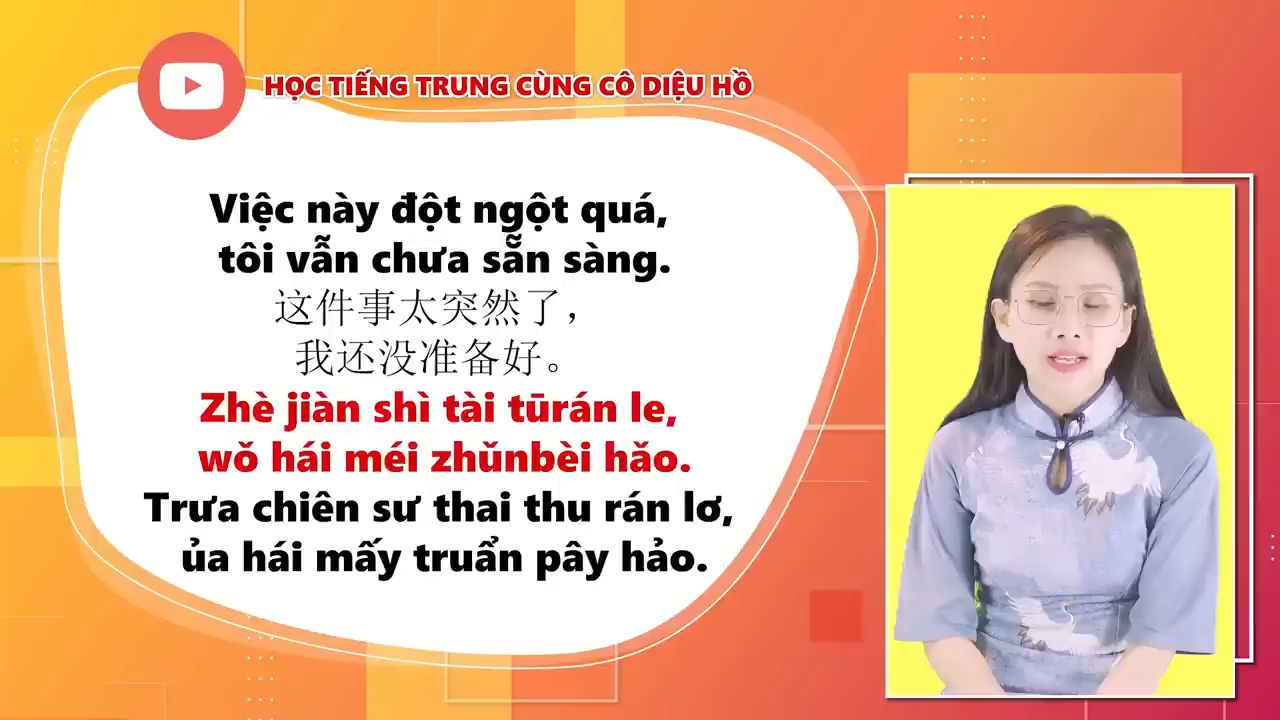 HỌC TIẾNG TRUNG CÙNG CÔ DIỆU HỒ
Việc này đột ngột quá,
tôi vẫn chưa sẵn sàng.
这件事太突然了，
我还没准备好。
Zhè jiàn shì tài tūrán le,
wǒ hái méi zhǔnbèi hǎo.
Trưa chiên sư thai thu rán lơ,
ủa hái mấy truẩn pây hảo.